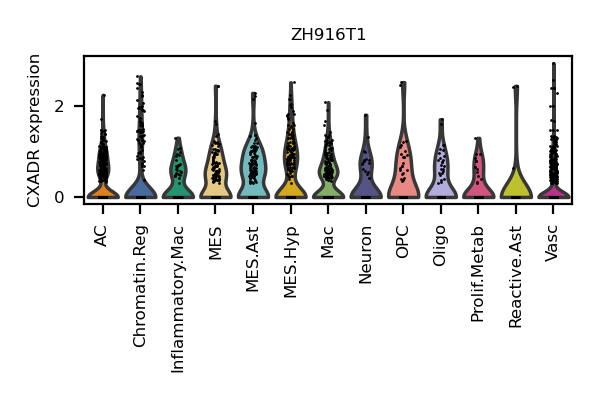 ZH916T1
CXADR expression
2
0
AC
Chromatin.Reg
Inflammatory.Mac
MES
MES.Ast
MES.Hyp
Mac
Neuron
OPC
Oligo
Prolif.Metab
Reactive.Ast
Vasc